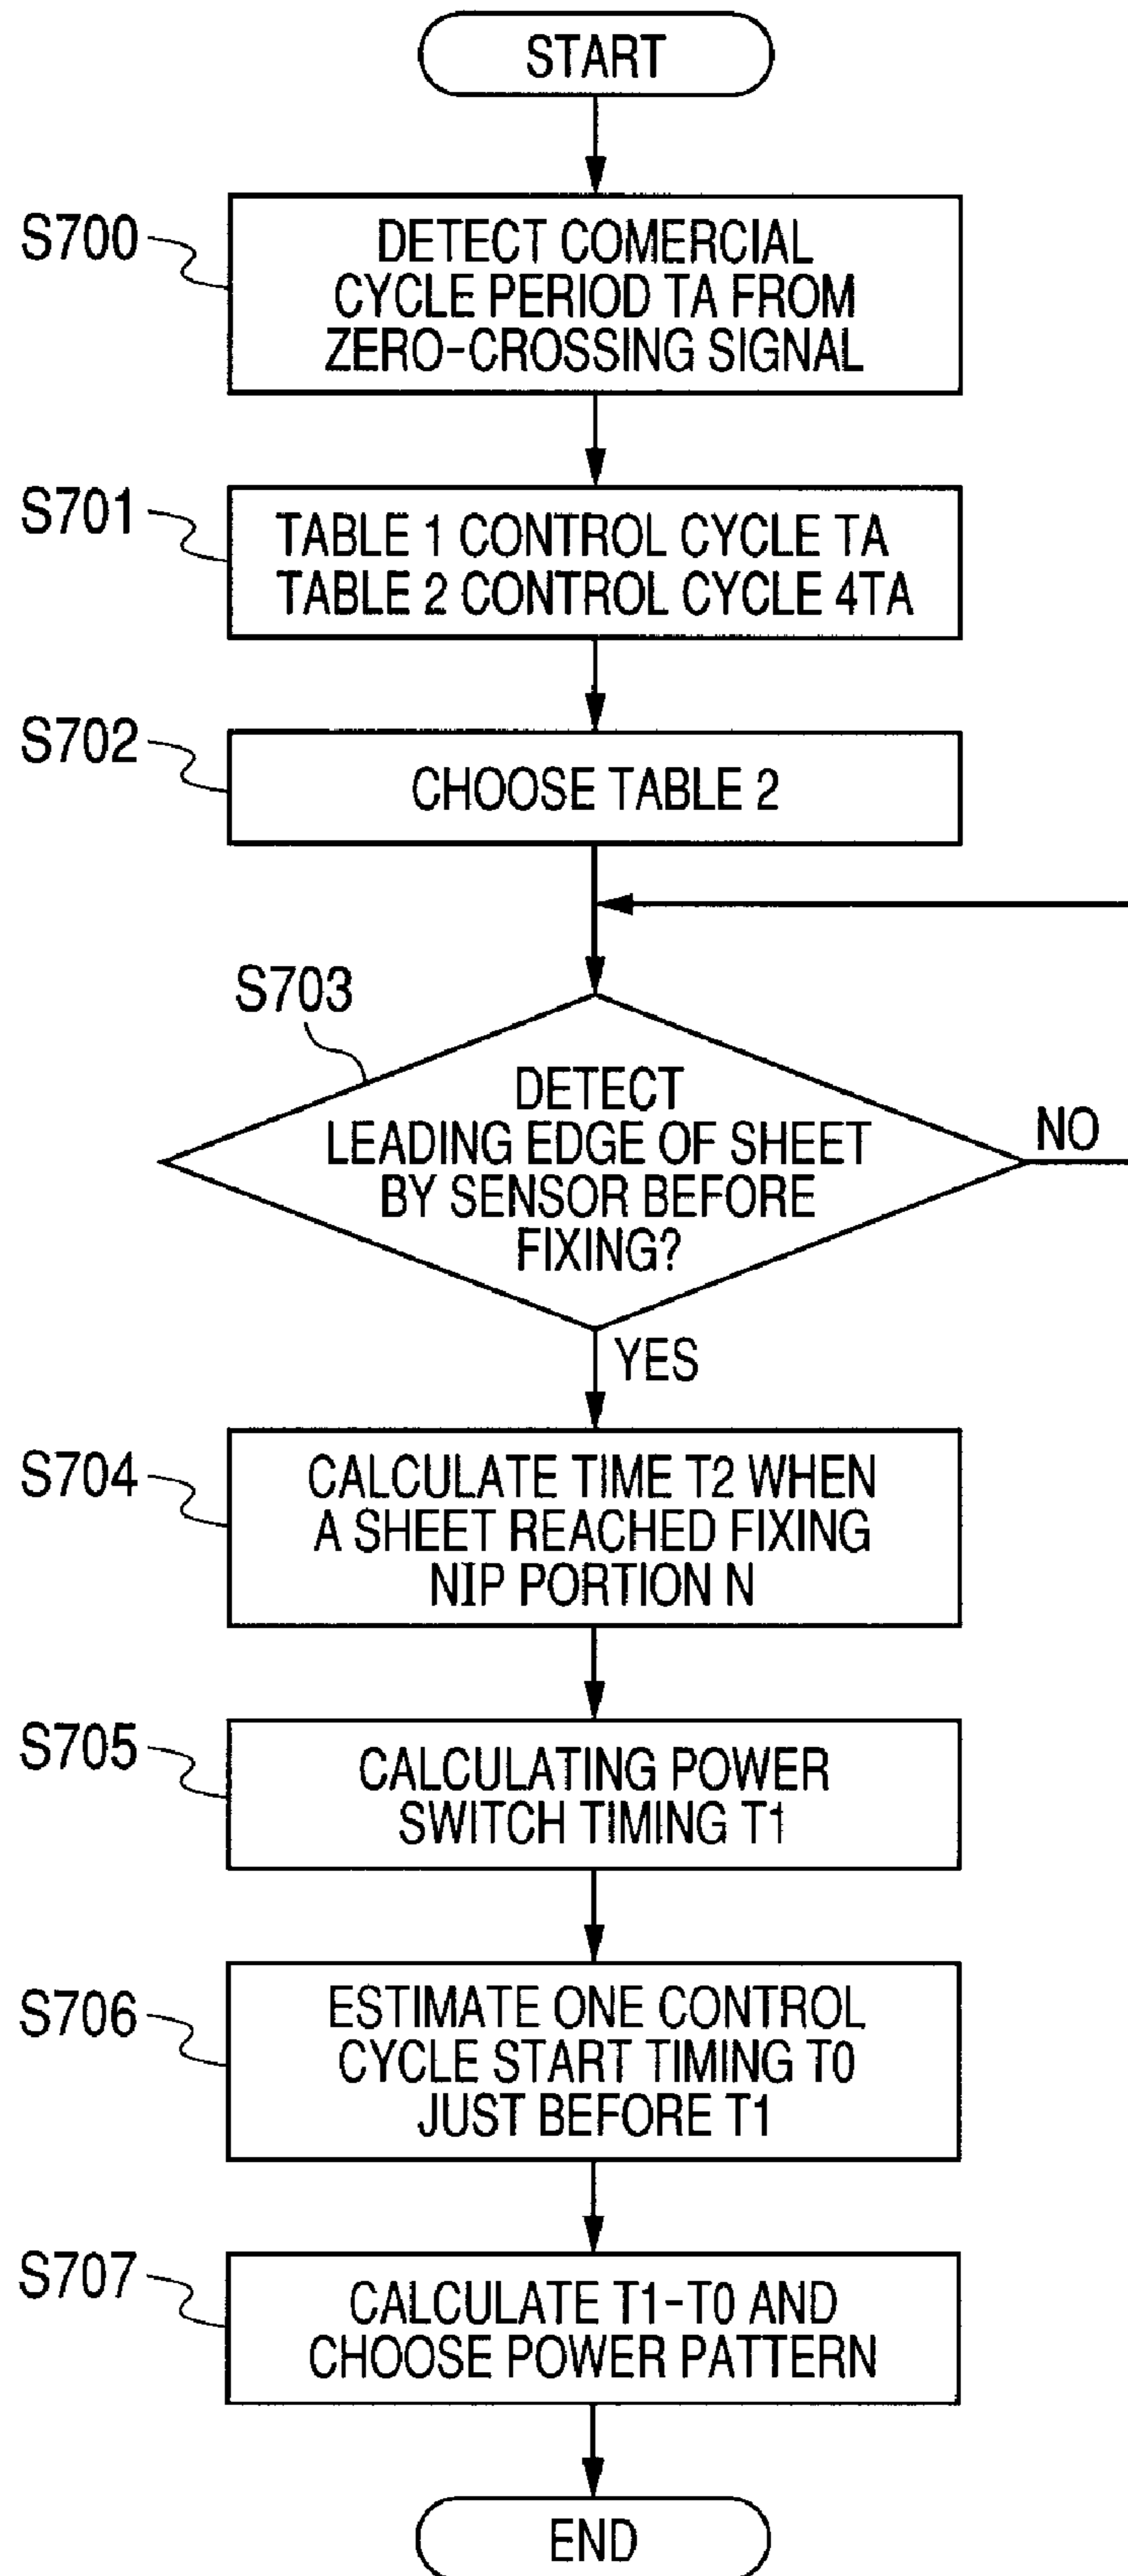 START
S700
DETECT COMERCIAL
CYCLE PERIOD TA FROM
ZERO-CROSSING SIGNAL
S701
TABLE 1 CONTROL CYCLE TA
TABLE 2 CONTROL CYCLE 4TA
S702
CHOOSE TABLE 2
S703
DETECT
LEADING EDGE OF SHEET
BY SENSOR BEFORE
FIXING?
NO
YES
S704
CALCULATE TIME T2 WHEN
A SHEET REACHED FIXING
NIP PORTION N
S705
CALCULATING POWER
SWITCH TIMING T1
S706
ESTIMATE ONE CONTROL
CYCLE START TIMING T0
JUST BEFORE T1
S707
CALCULATE T1-T0 AND
CHOOSE POWER PATTERN
END